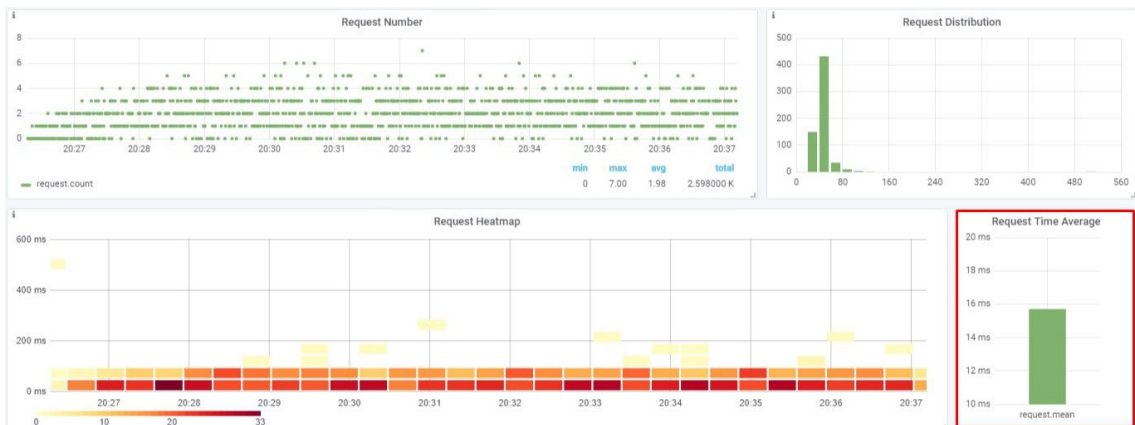 i
Request Number
8
6
4
2
0
20:27 20:28 20:29 20:30 20:31 20:32 20:33 20:34 20:35 20:36 20:37
min max avg total
request.count 0 7.00 1.98 2.598000 K
i
Request Distribution
500
400
300
200
100
0
0 80 160 240 320 400 480 560
i
Request Heatmap
600 ms
400 ms
200 ms
0 ms
20:27 20:28 20:29 20:30 20:31 20:32 20:33 20:34 20:35 20:36 20:37
0 10 20 33
Request Time Average
20 ms
18 ms
16 ms
14 ms
12 ms
10 ms
request.mean